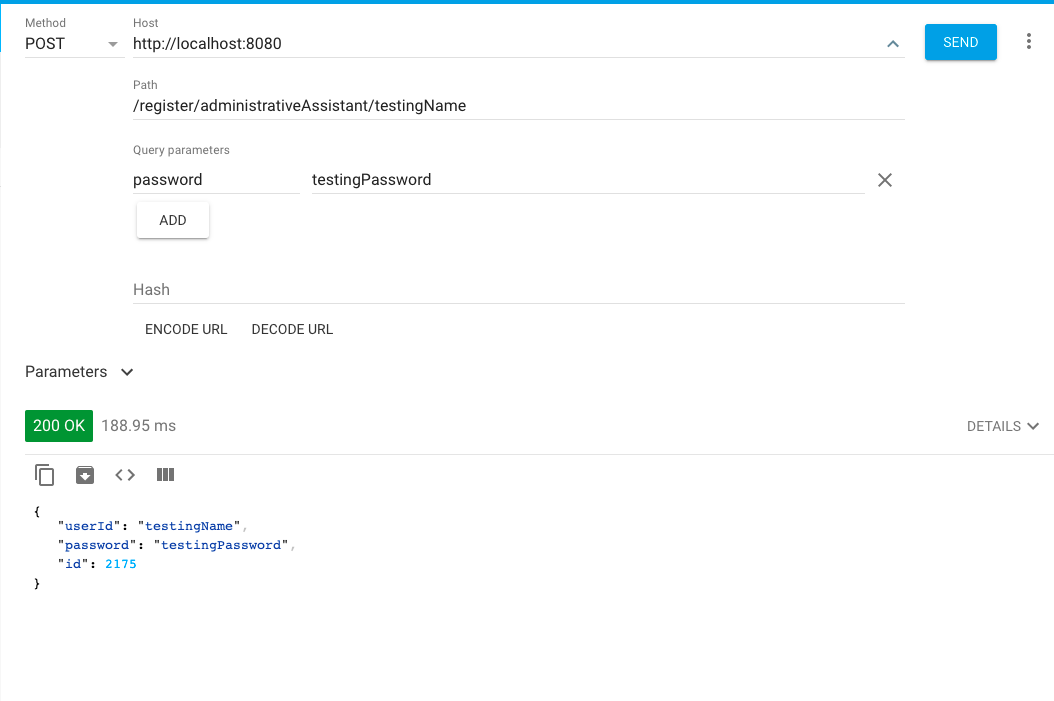 Method Host
POST http://localhost:8080 SEND
Path
/register/administrativeAssistant/testingName
Query parameters
password testingPassword
ADD
Hash
ENCODE URL DECODE URL
Parameters
200 OK 188.95 ms DETAILS
{
"userId": "testingName",
"password": "testingPassword",
"id": 2175
}